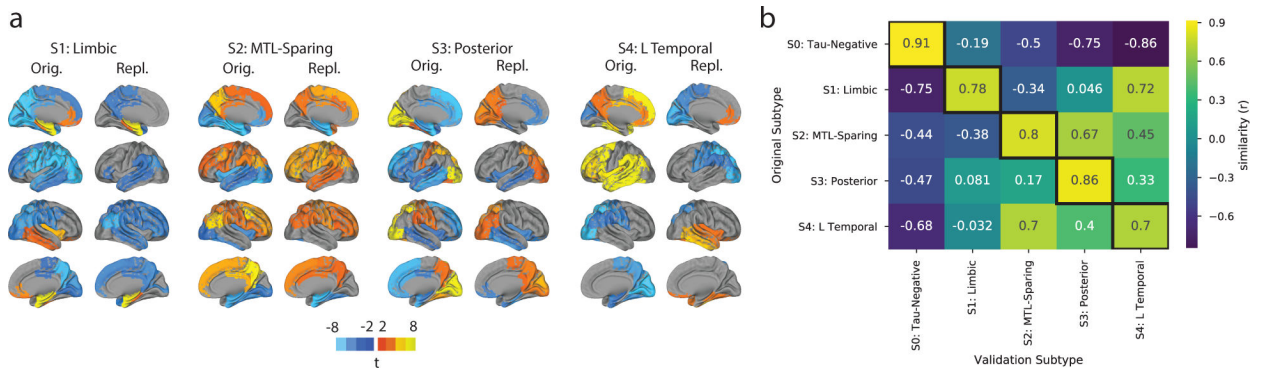 a
S1: Limbic
Orig. Repl.
S2: MTL-Sparing
Orig. Repl.
S3: Posterior
Orig. Repl.
S4: L Temporal
Orig. Repl.
-8 -2 2 8
t
b
Original Subtype
S0: Tau-Negative 0.91 -0.19 -0.5 -0.75 -0.86
S1: Limbic -0.75 0.78 -0.34 0.046 0.72
S2: MTL-Sparing -0.44 -0.38 0.8 0.67 0.45
S3: Posterior -0.47 0.081 0.17 0.86 0.33
S4: L Temporal -0.68 -0.032 0.7 0.4 0.7
S0: Tau-Negative
S1: Limbic
S2: MTL-Sparing
S3: Posterior
S4: L Temporal
Validation Subtype
0.9
0.6
0.3
0.0
−0.3
−0.6
similarity (r)